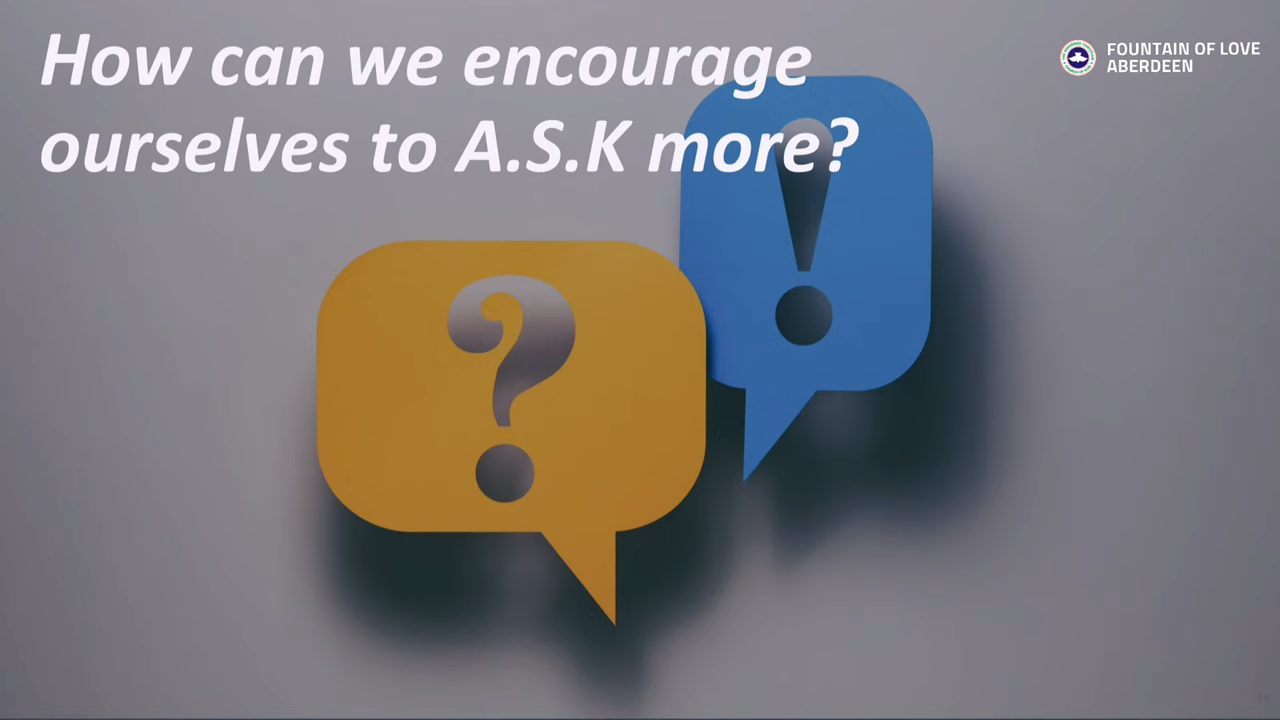 How can we encourage
ourselves to A.S.K more?
FOUNTAIN OF LOVE
ABERDEEN
?
!